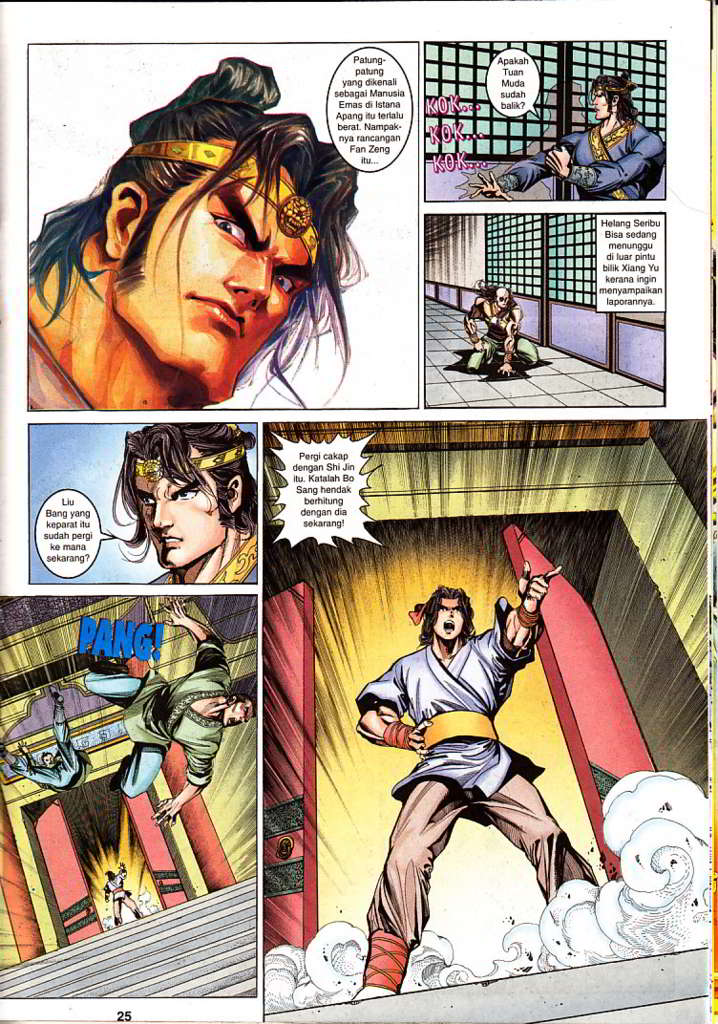 Patung-
patung
yang dikenali
sebagai Manusia
Emas di Istana
Apang itu terlalu
berat. Nampak-
nya rancangan
Fan Zeng
itu...
Apakah
Tuan
Muda
sudah
balik?
KOK...
KOK...
KOK...
Helang Seribu
Bisa sedang
menunggu
di luar pintu
bilik Xiang Yu
kerana ingin
menyampaikan
laporannya.
Liu
Bang yang
keparat itu
sudah pergi
ke mana
sekarang?
Pergi cakap
dengan Shi Jin
itu. Katalah Bo
Sang hendak
berhitung
dengan dia
sekarang!
PANG!
25